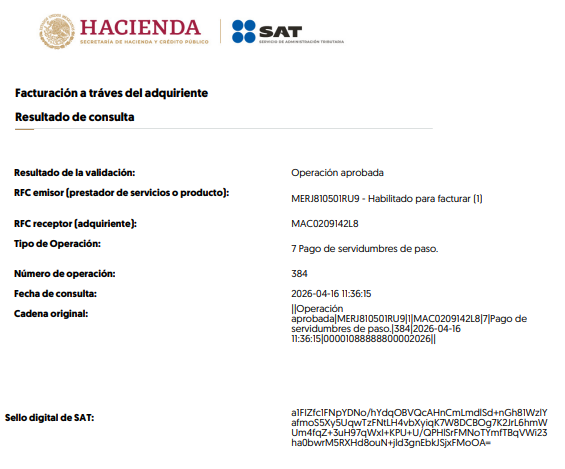 HACIENDA
SECRETARÍA DE HACIENDA Y CRÉDITO PÚBLICO
SAT
SERVICIO DE ADMINISTRACIÓN TRIBUTARIA
Facturación a tráves del adquiriente
Resultado de consulta
Resultado de la validación: Operación aprobada
RFC emisor (prestador de servicios o producto): MERJ810501RU9 - Habilitado para facturar (1)
RFC receptor (adquiriente): MAC0209142L8
Tipo de Operación: 7 Pago de servidumbres de paso.
Número de operación: 384
Fecha de consulta: 2026-04-16 11:36:15
Cadena original: ||Operación
aprobada|MERJ810501RU9|1|MAC0209142L8|7|Pago de
servidumbres de paso.|384|2026-04-16
11:36:15|00001088888800002026||
Sello digital de SAT: a1FIZfc1FNpYDNo/hYdqOBVQcAHnCmLmdlSd+nGh81WzlY
afmoS5Xy5UqwTzFNtLH4vbXyiqK7W8DCBOg7K2JrL6hmW
Um4fqZ+3uH97qWxI+KPU+U/QPHISrFMNoTYmfTBqVWi23
ha0bwrM5RXHd8ouN+jId3gnEbkJSjxFMoOA=